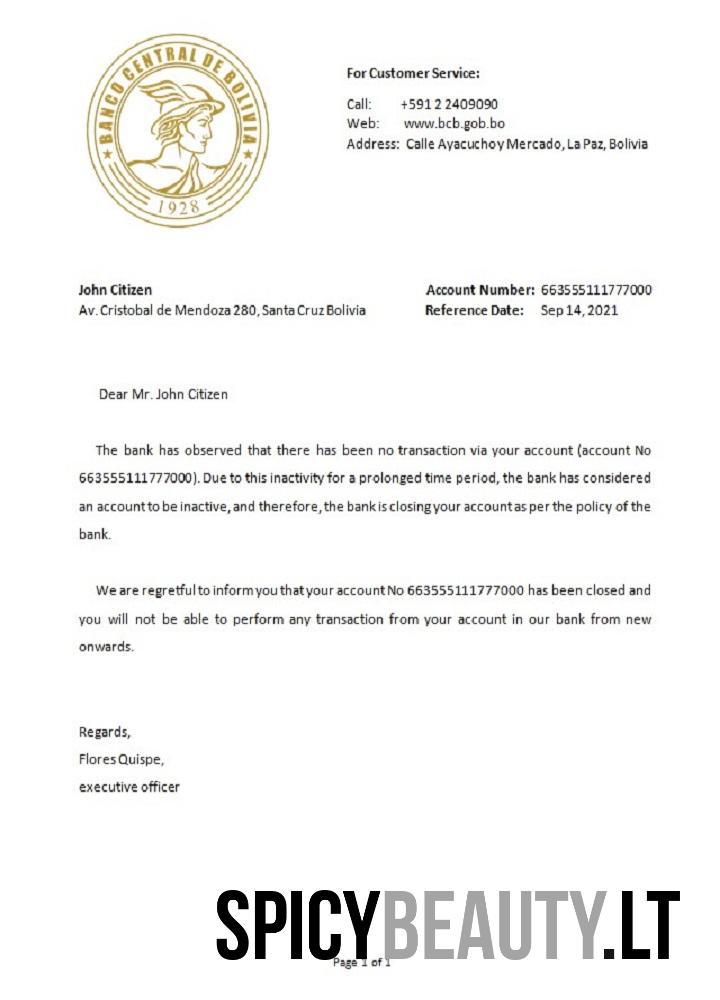 BANCO CENTRAL DE BOLIVIA
1928
For Customer Service:
Call: +591 2 2409090
Web: www.bcb.gob.bo
Address: Calle Ayacucho y Mercado, La Paz, Bolivia
John Citizen
Av. Cristobal de Mendoza 280, Santa Cruz Bolivia
Account Number: 663555111777000
Reference Date: Sep 14, 2021
Dear Mr. John Citizen
The bank has observed that there has been no transaction via your account (account No
663555111777000). Due to this inactivity for a prolonged time period, the bank has considered
an account to be inactive, and therefore, the bank is closing your account as per the policy of the
bank.
We are regretful to inform you that your account No 663555111777000 has been closed and
you will not be able to perform any transaction from your account in our bank from new
onwards.
Regards,
Flores Quispe,
executive officer
SPICYBEAUTY.LT
Page 1 of 1